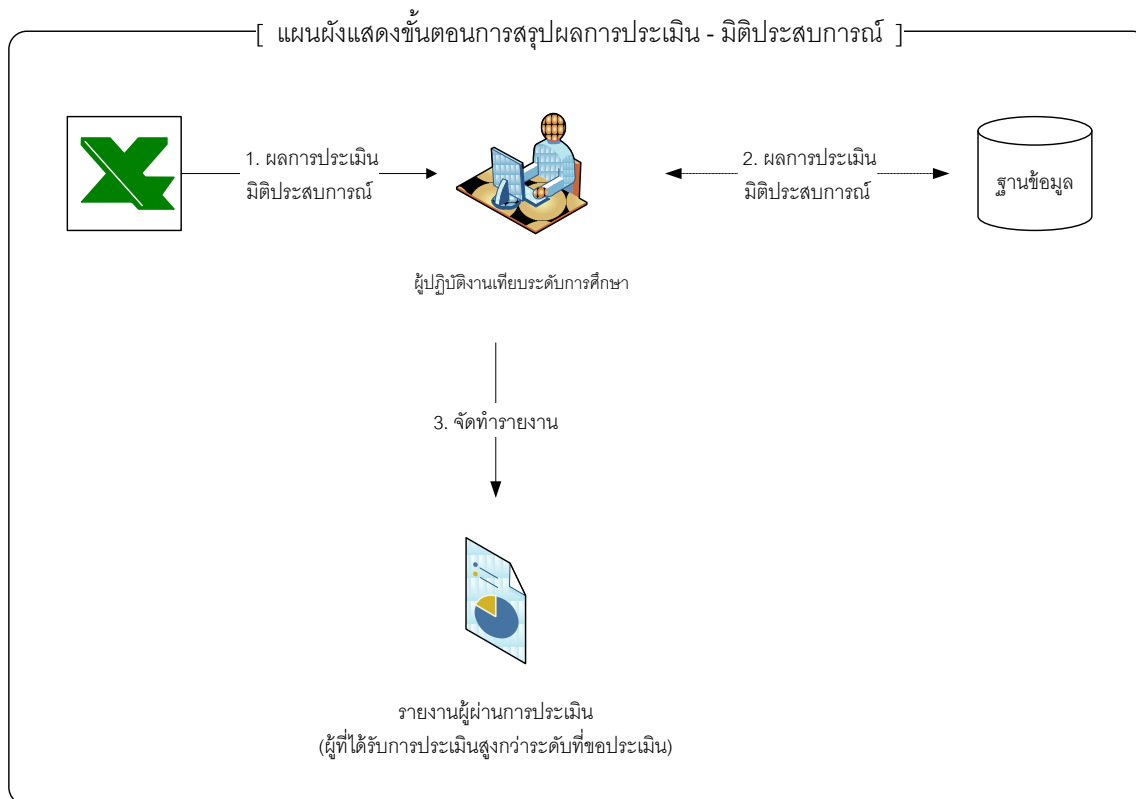 [ แผนผังแสดงขั้นตอนการสรุปผลการประเมิน - มิติประสบการณ์ ]
1. ผลการประเมิน
มิติประสบการณ์
2. ผลการประเมิน
มิติประสบการณ์
ฐานข้อมูล
ผู้ปฏิบัติงานเทียบระดับการศึกษา
3. จัดทำรายงาน
รายงานผู้ผ่านการประเมิน
(ผู้ที่ได้รับการประเมินสูงกว่าระดับที่ขอประเมิน)